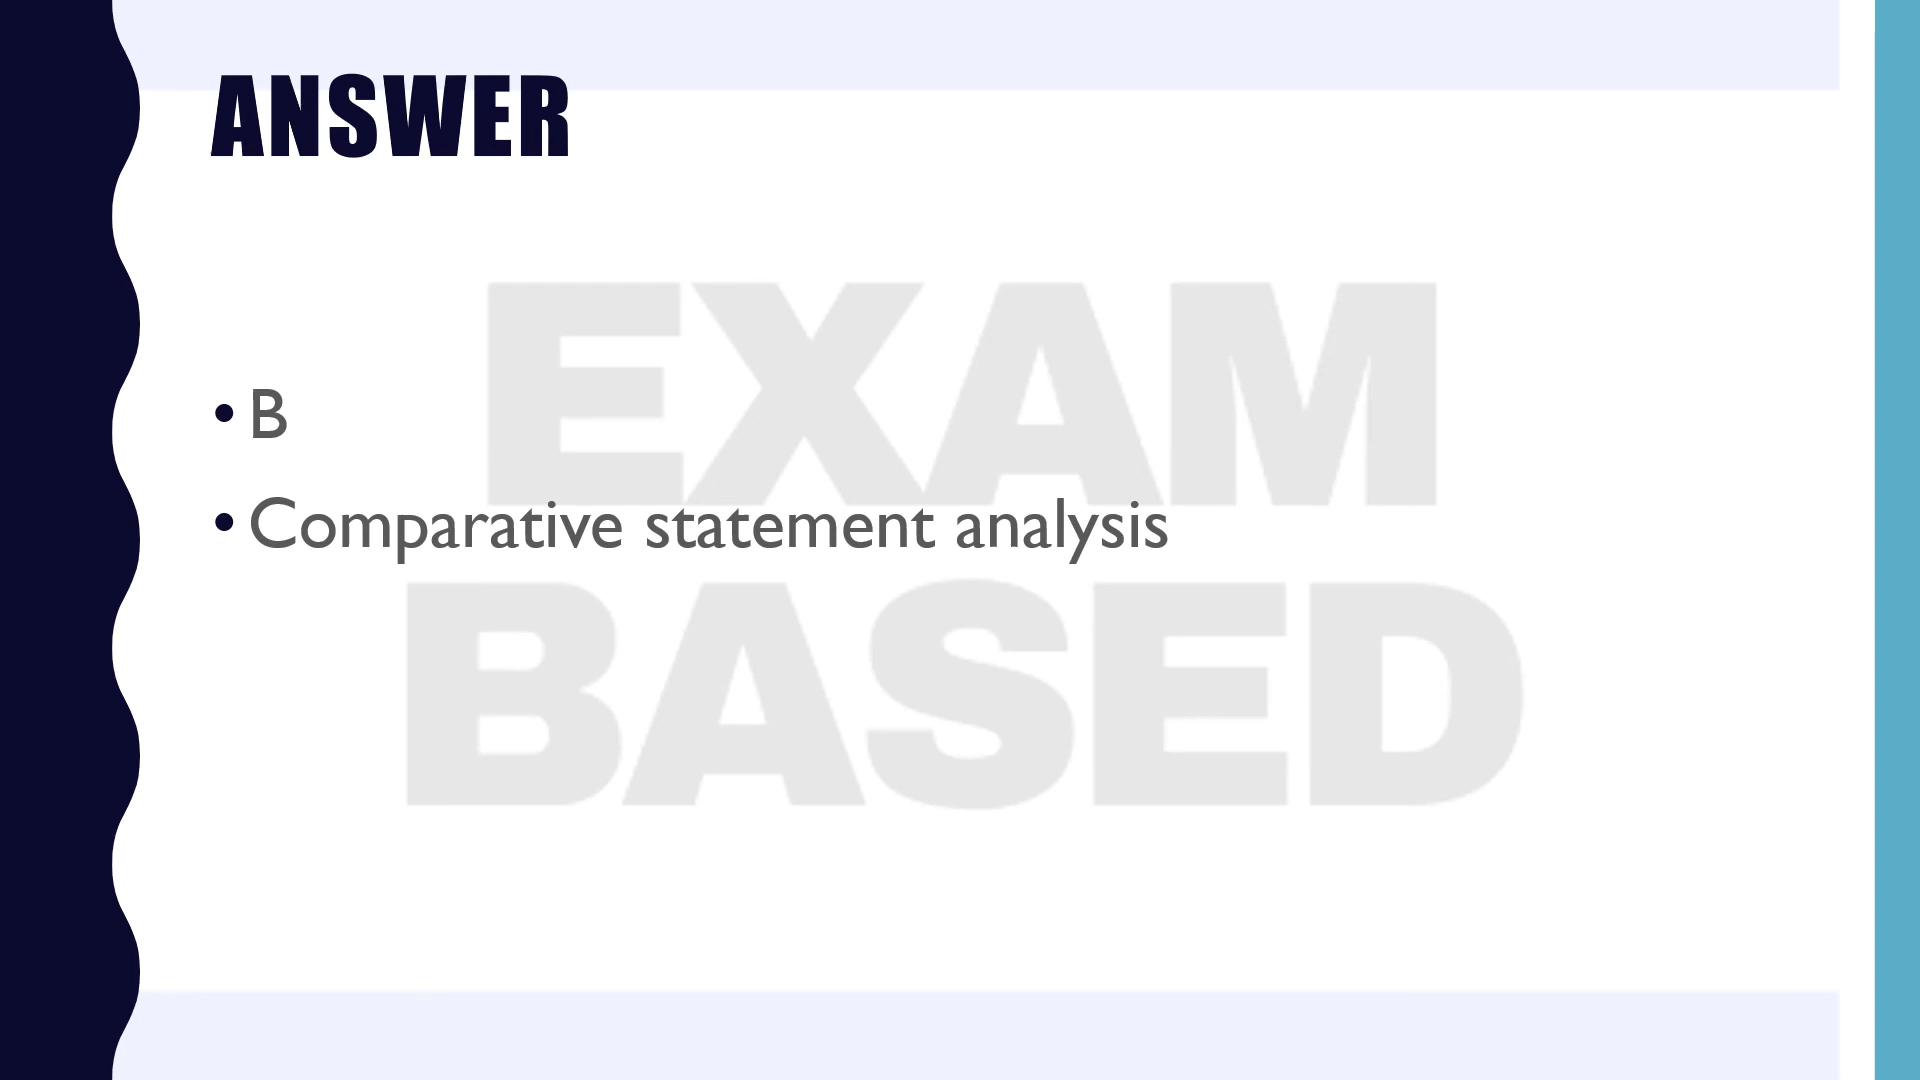 ANSWER
EXAM
• B
• Comparative statement analysis
BASED